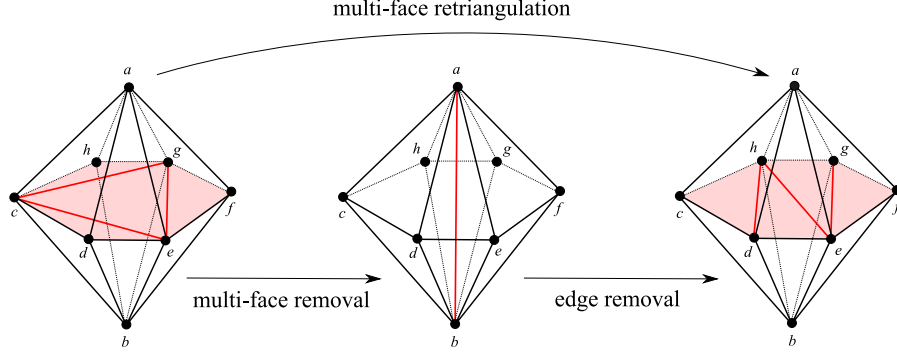 multi-face retriangulation
a
a
a
h
g
h
g
h
g
c
f
c
f
c
f
d
e
d
e
d
e
multi-face removal
edge removal
b
b
b